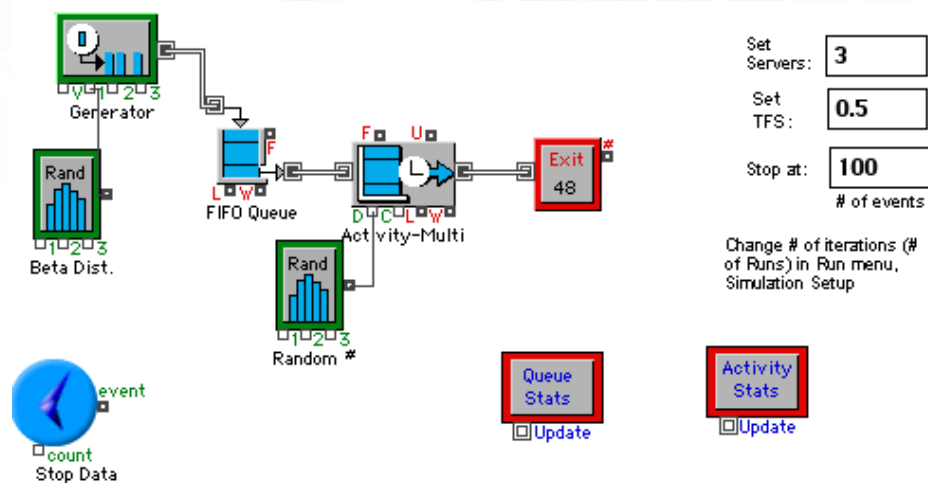 V 1 2 3
Generator
Rand
1 2 3
Beta Dist.
F
L W
FIFO Queue
F U
D C L W
Activity-Multi
Rand
1 2 3
Random #
Exit
48
#
Set
Servers:
3
Set
TFS:
0.5
Stop at:
100
# of events
Change # of iterations (#
of Runs) in Run menu,
Simulation Setup
event
count
Stop Data
Queue
Stats
Update
Activity
Stats
Update